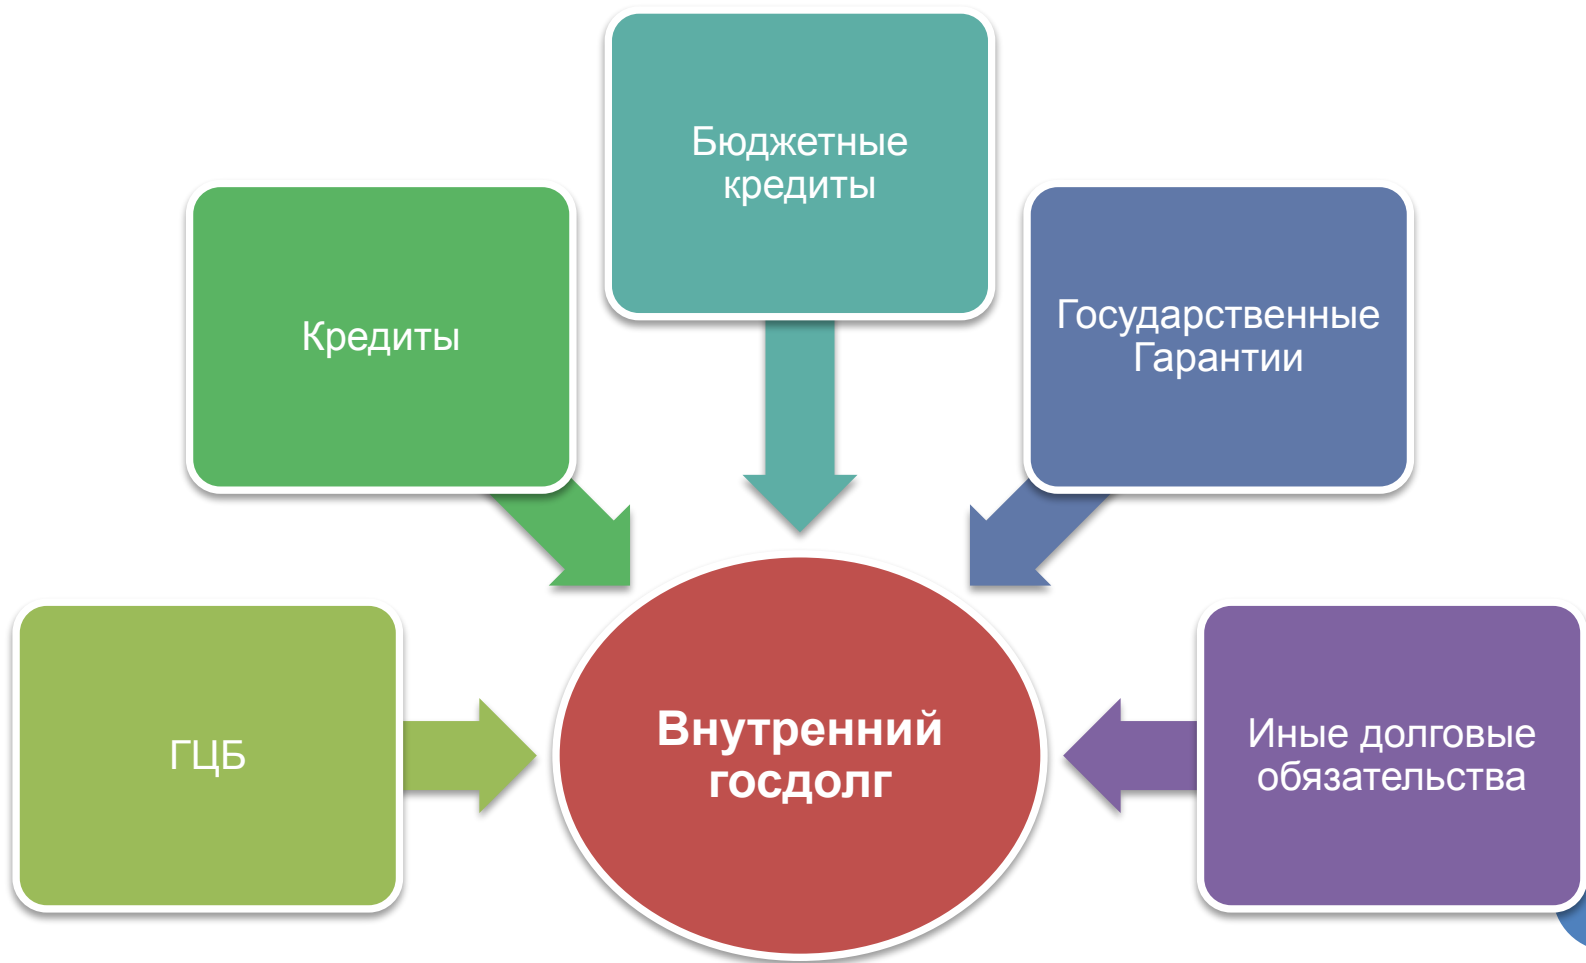 Бюджетные
кредиты
Кредиты
Государственные
Гарантии
ГЦБ
Внутренний
госдолг
Иные долговые
обязательства